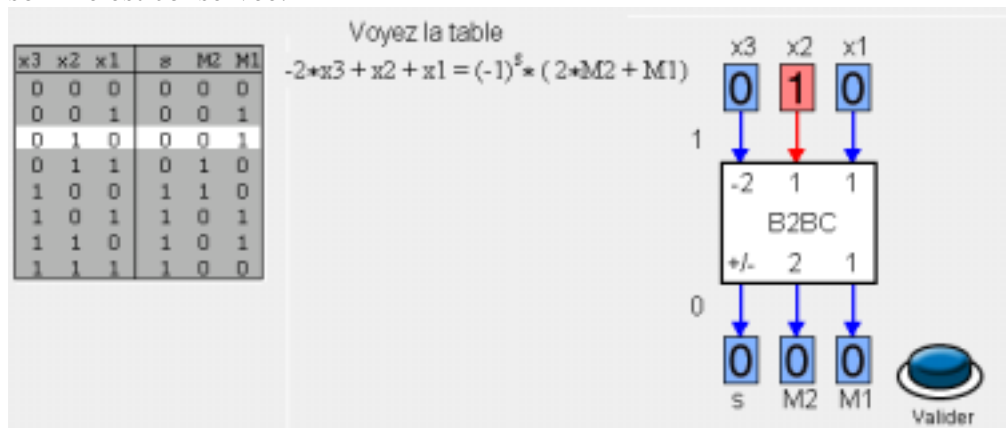 Voyez la table
-2*x3 + x2 + x1 = (-1)^s * ( 2*M2 + M1)
x3 x2 x1 s M2 M1
0 0 0 0 0 0
0 0 1 0 0 1
0 1 0 0 0 1
0 1 1 0 1 0
1 0 0 1 1 0
1 0 1 1 0 1
1 1 0 1 0 1
1 1 1 1 0 0
x3 x2 x1
0 1 0
1
-2 1 1
B2BC
+/- 2 1
0
0 0 0
s M2 M1
Valider